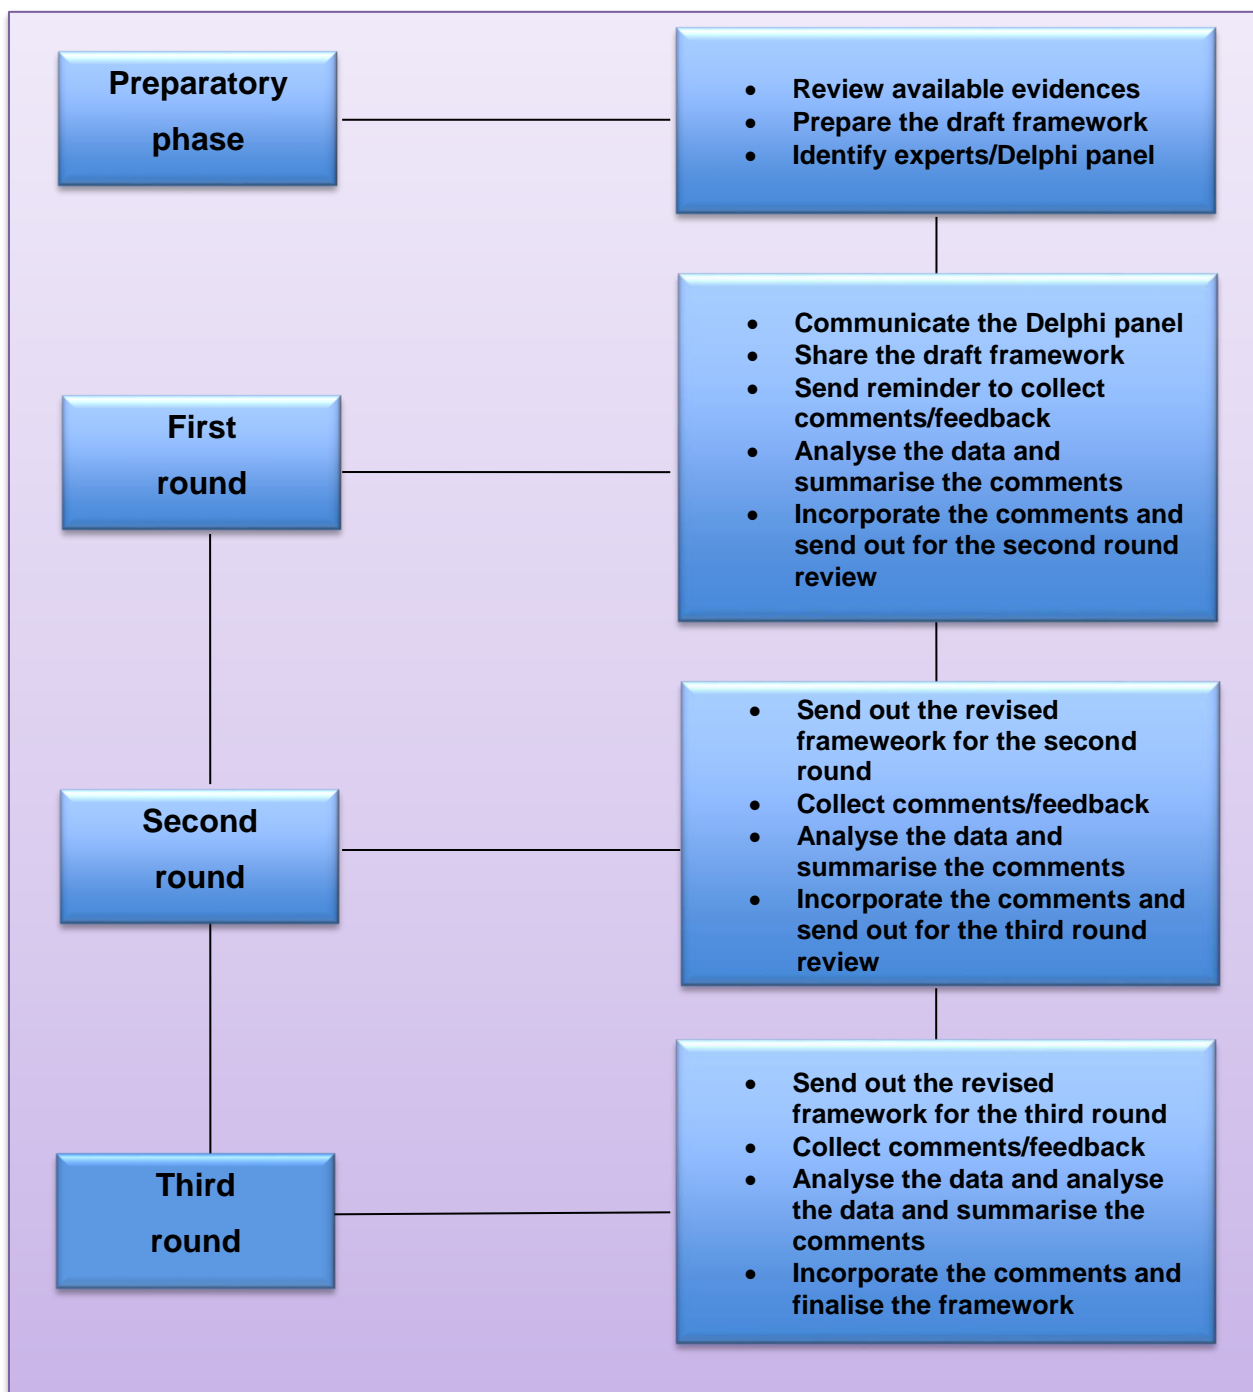 Preparatory
phase
• Review available evidences
• Prepare the draft framework
• Identify experts/Delphi panel
First
round
• Communicate the Delphi panel
• Share the draft framework
• Send reminder to collect
comments/feedback
• Analyse the data and
summarise the comments
• Incorporate the comments and
send out for the second round
review
Second
round
• Send out the revised
frameweork for the second
round
• Collect comments/feedback
• Analyse the data and
summarise the comments
• Incorporate the comments and
send out for the third round
review
Third
round
• Send out the revised
framework for the third round
• Collect comments/feedback
• Analyse the data and analyse
the data and summarise the
comments
• Incorporate the comments and
finalise the framework